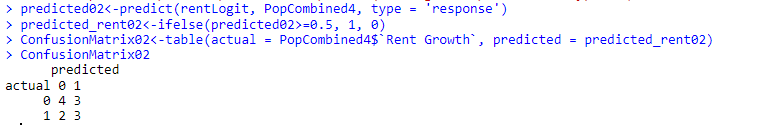 > predicted02<-predict(rentLogit, PopCombined4, type = 'response')
> predicted_rent02<-ifelse(predicted02>=0.5, 1, 0)
> ConfusionMatrix02<-table(actual = PopCombined4$`Rent Growth`, predicted = predicted_rent02)
> ConfusionMatrix02
      predicted
actual 0 1
     0 4 3
     1 2 3